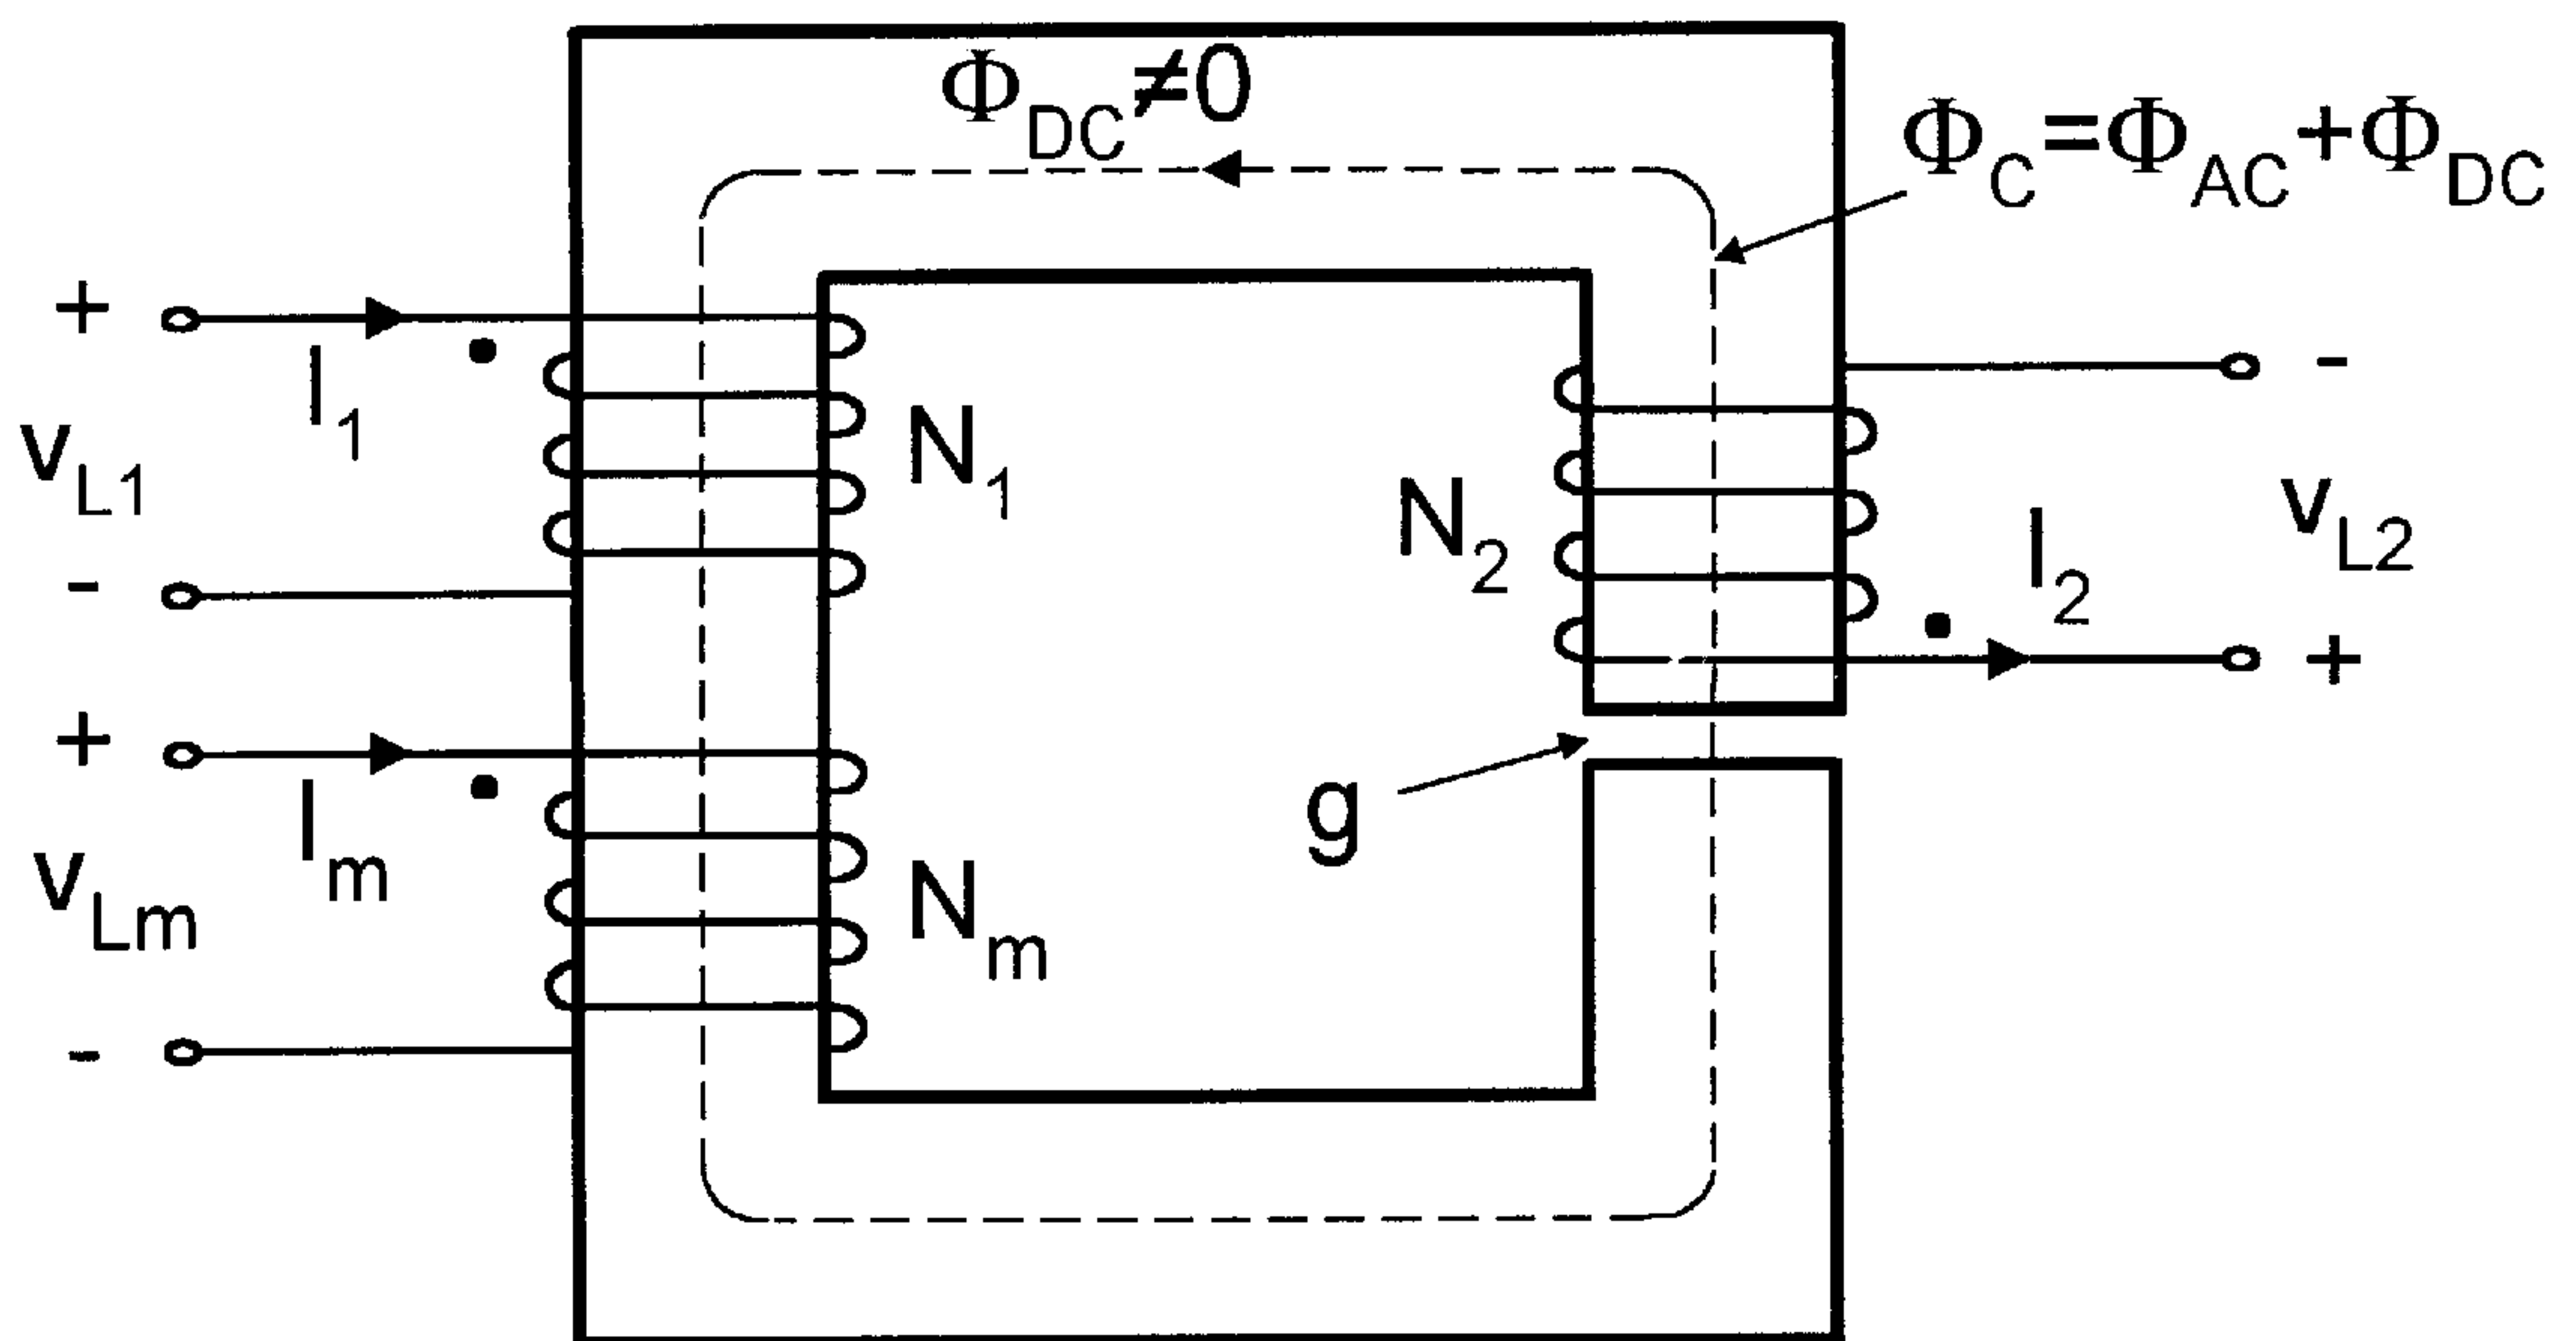 Φ_DC≠0
Φ_C=Φ_AC+Φ_DC
+
I_1
v_L1
-
N_1
N_2
-
v_L2
I_2
+
+
I_m
v_Lm
-
N_m
g